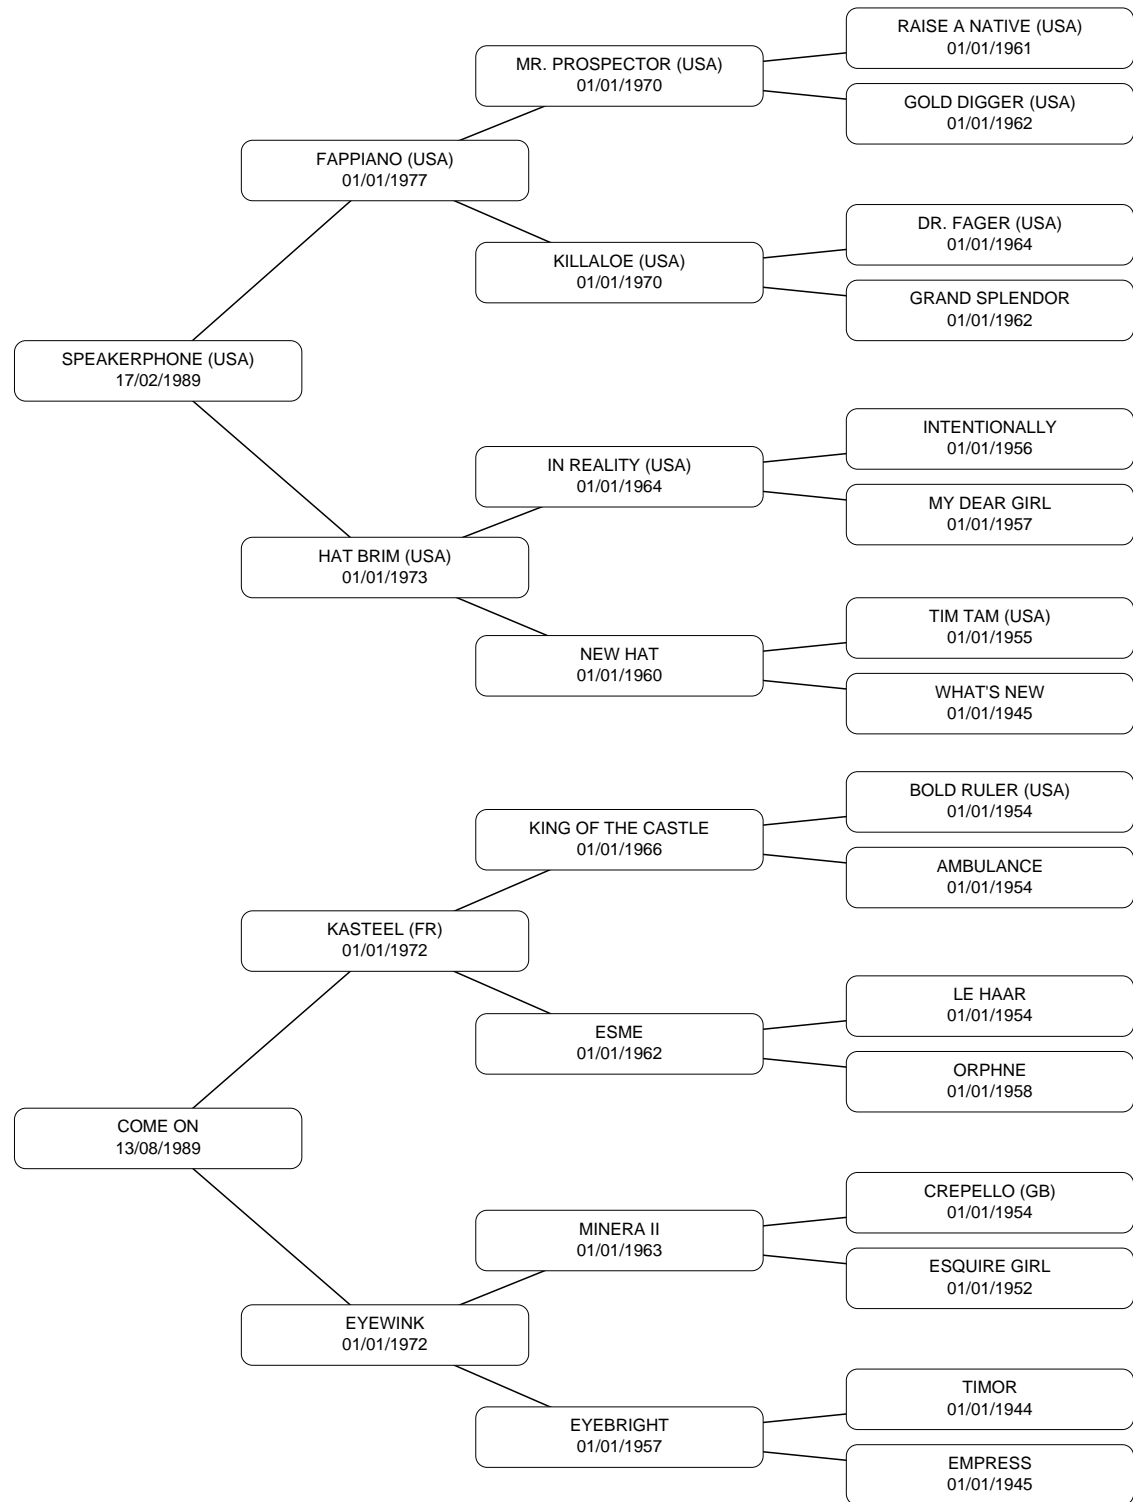 RAISE A NATIVE (USA)
01/01/1961
MR. PROSPECTOR (USA)
01/01/1970
GOLD DIGGER (USA)
01/01/1962
FAPPIANO (USA)
01/01/1977
DR. FAGER (USA)
01/01/1964
KILLALOE (USA)
01/01/1970
GRAND SPLENDOR
01/01/1962
SPEAKERPHONE (USA)
17/02/1989
INTENTIONALLY
01/01/1956
IN REALITY (USA)
01/01/1964
MY DEAR GIRL
01/01/1957
HAT BRIM (USA)
01/01/1973
TIM TAM (USA)
01/01/1955
NEW HAT
01/01/1960
WHAT'S NEW
01/01/1945
BOLD RULER (USA)
01/01/1954
KING OF THE CASTLE
01/01/1966
AMBULANCE
01/01/1954
KASTEEL (FR)
01/01/1972
LE HAAR
01/01/1954
ESME
01/01/1962
ORPHNE
01/01/1958
COME ON
13/08/1989
CREPELLO (GB)
01/01/1954
MINERA II
01/01/1963
ESQUIRE GIRL
01/01/1952
EYEWINK
01/01/1972
TIMOR
01/01/1944
EYEBRIGHT
01/01/1957
EMPRESS
01/01/1945